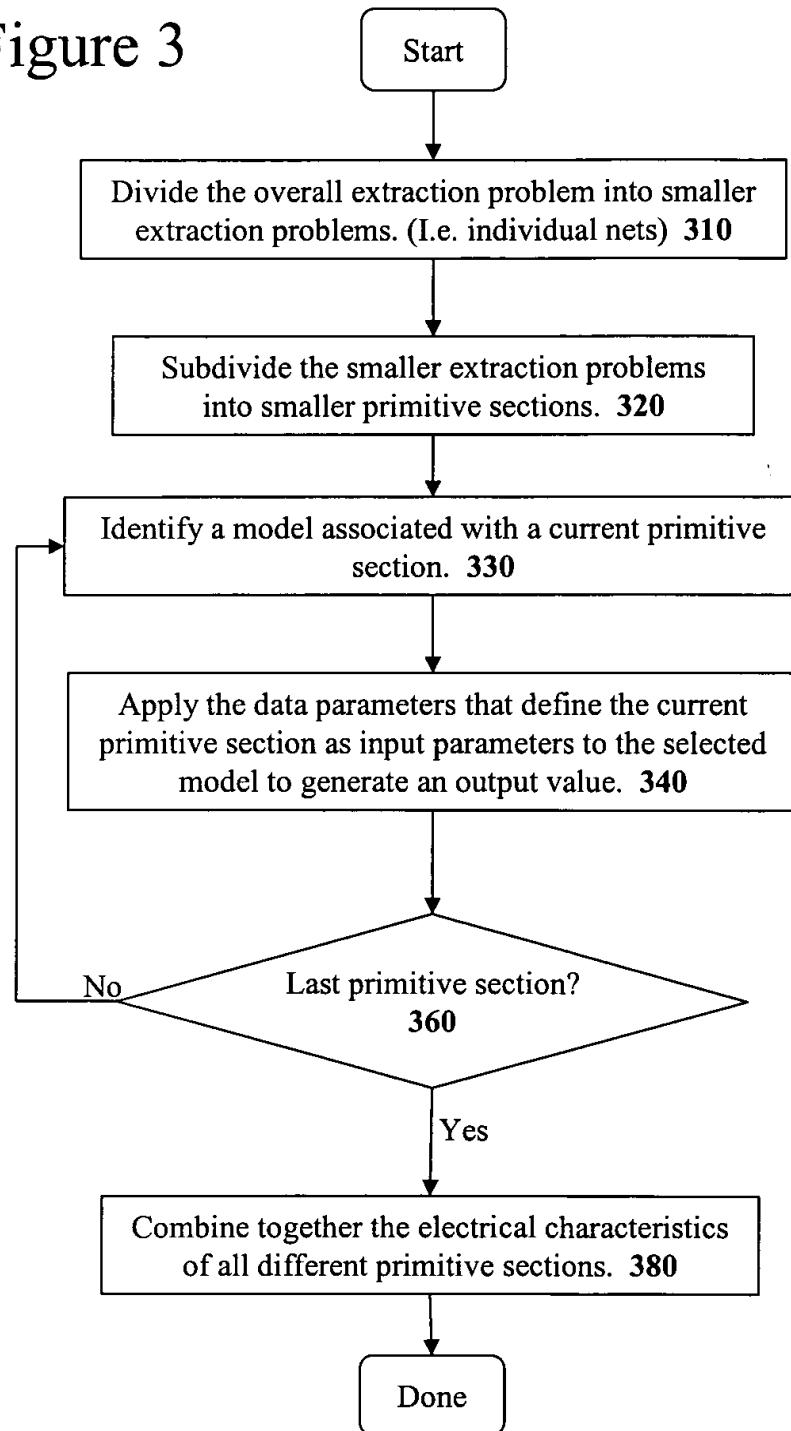 Figure 3
Start
Divide the overall extraction problem into smaller
extraction problems. (I.e. individual nets) 310
Subdivide the smaller extraction problems
into smaller primitive sections. 320
Identify a model associated with a current primitive
section. 330
Apply the data parameters that define the current
primitive section as input parameters to the selected
model to generate an output value. 340
Last primitive section?
360
No
Yes
Combine together the electrical characteristics
of all different primitive sections. 380
Done